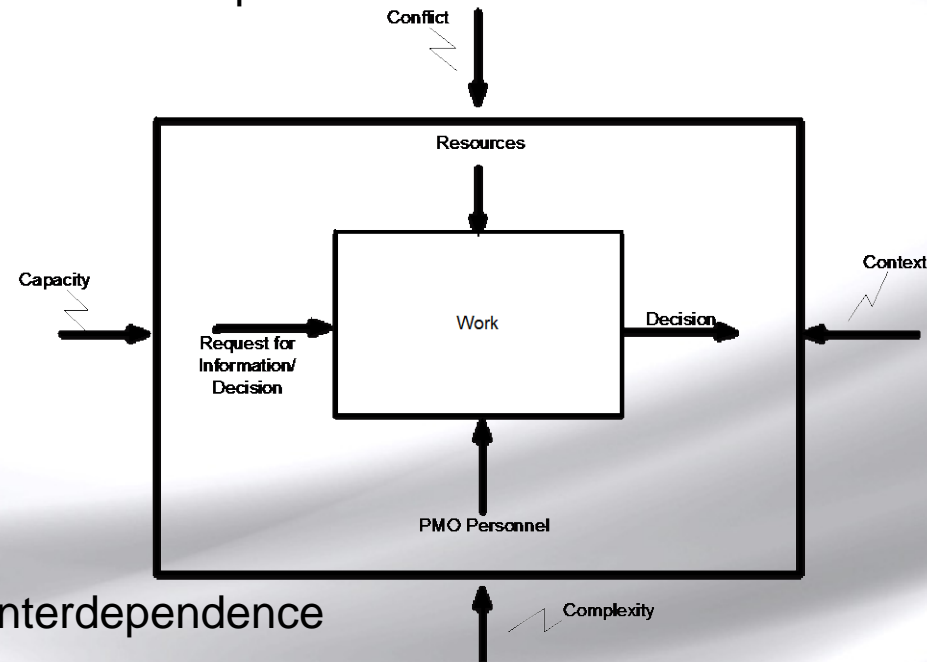 Conflict
Resources
Capacity
Context
Work
Decision
Request for
Information/
Decision
PMO Personnel
nterdependence
Complexity